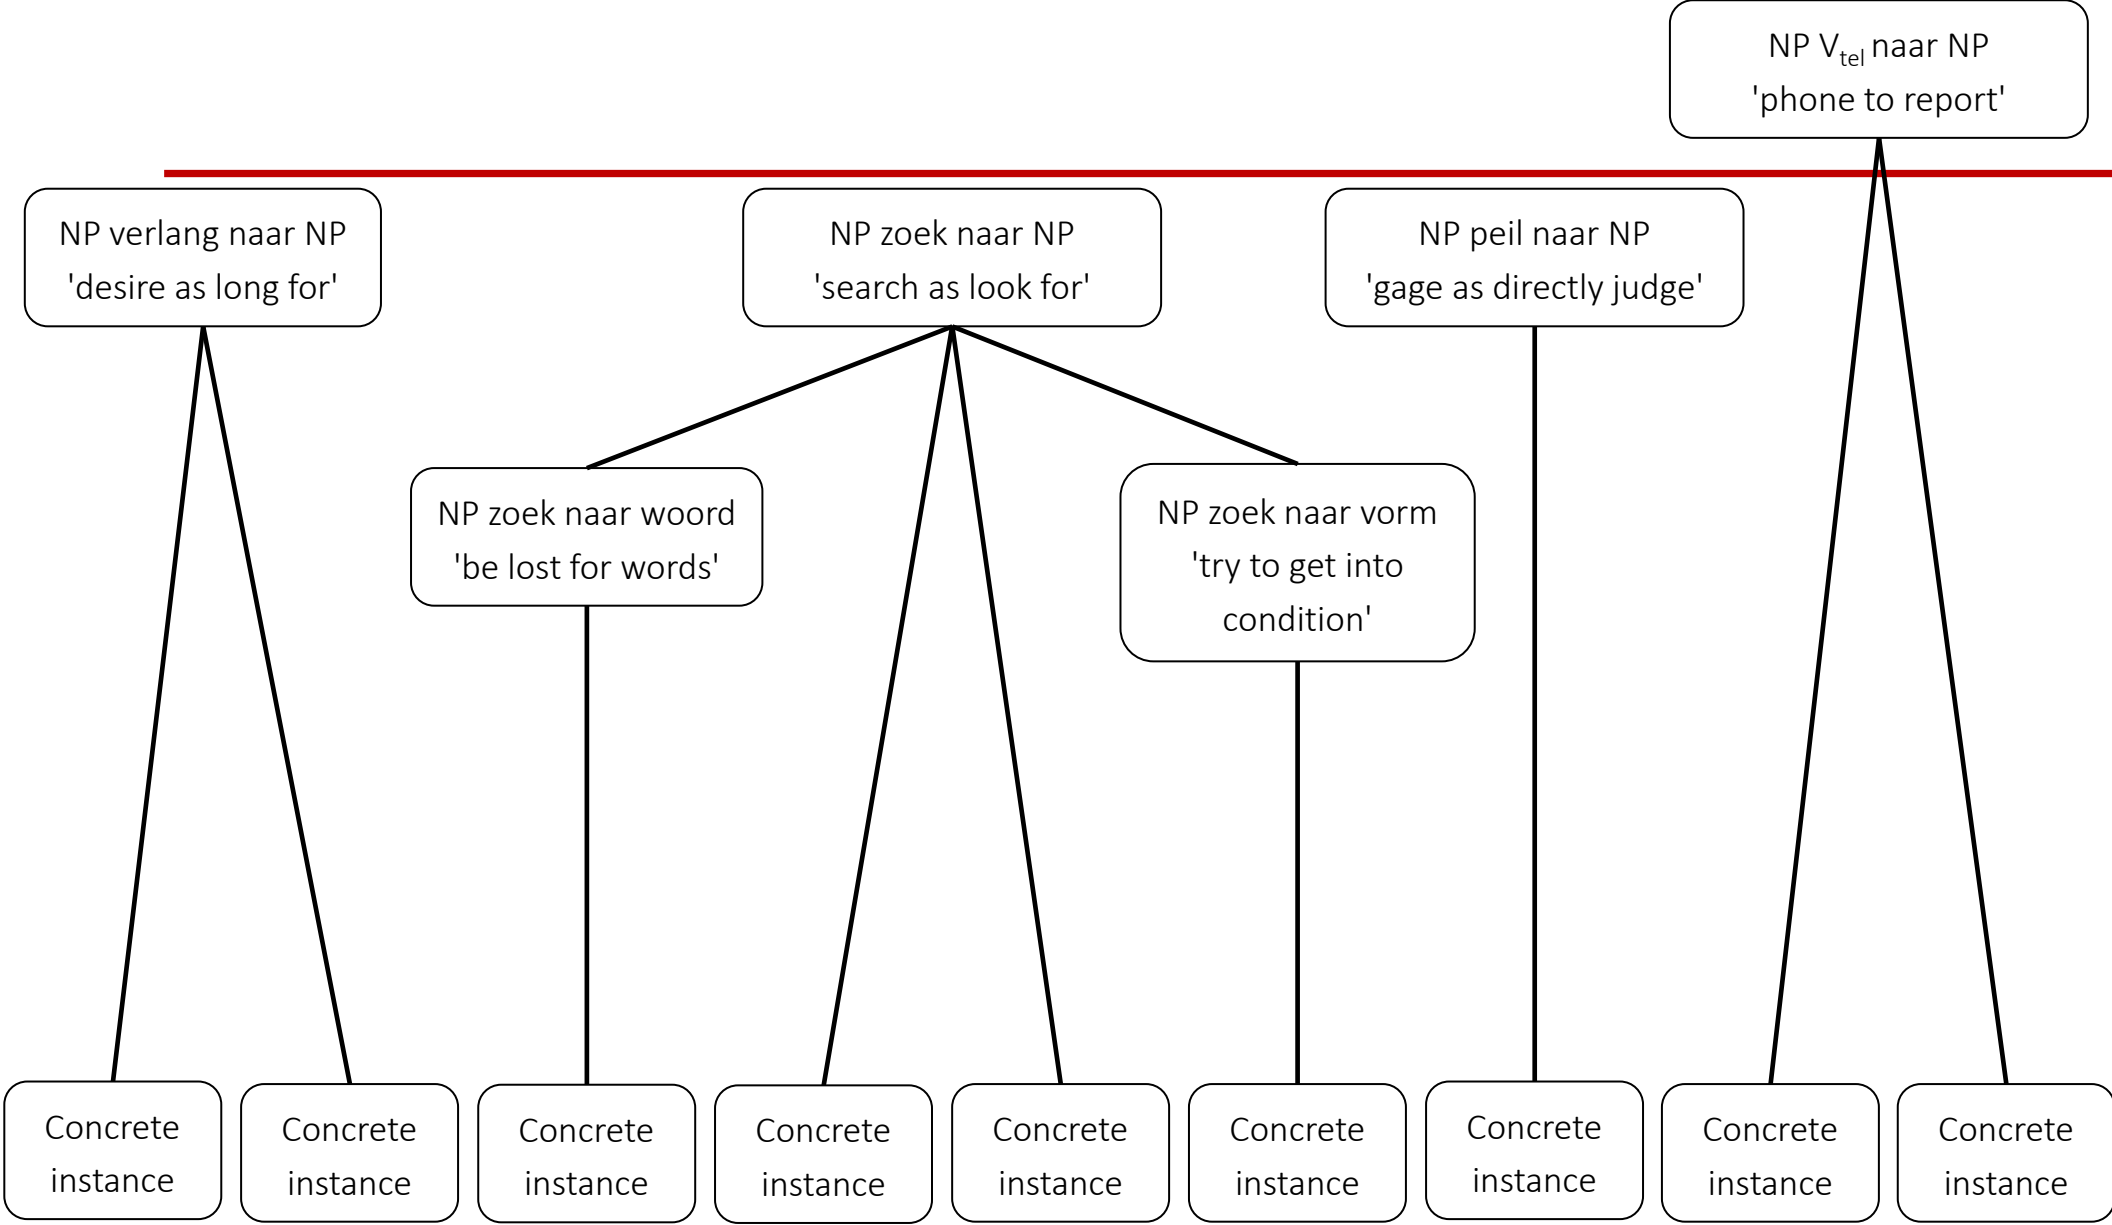 NP Vtel naar NP
'phone to report'
NP verlang naar NP
'desire as long for'
NP zoek naar NP
'search as look for'
NP peil naar NP
'gage as directly judge'
NP zoek naar woord
'be lost for words'
NP zoek naar vorm
'try to get into
condition'
Concrete
instance
Concrete
instance
Concrete
instance
Concrete
instance
Concrete
instance
Concrete
instance
Concrete
instance
Concrete
instance
Concrete
instance